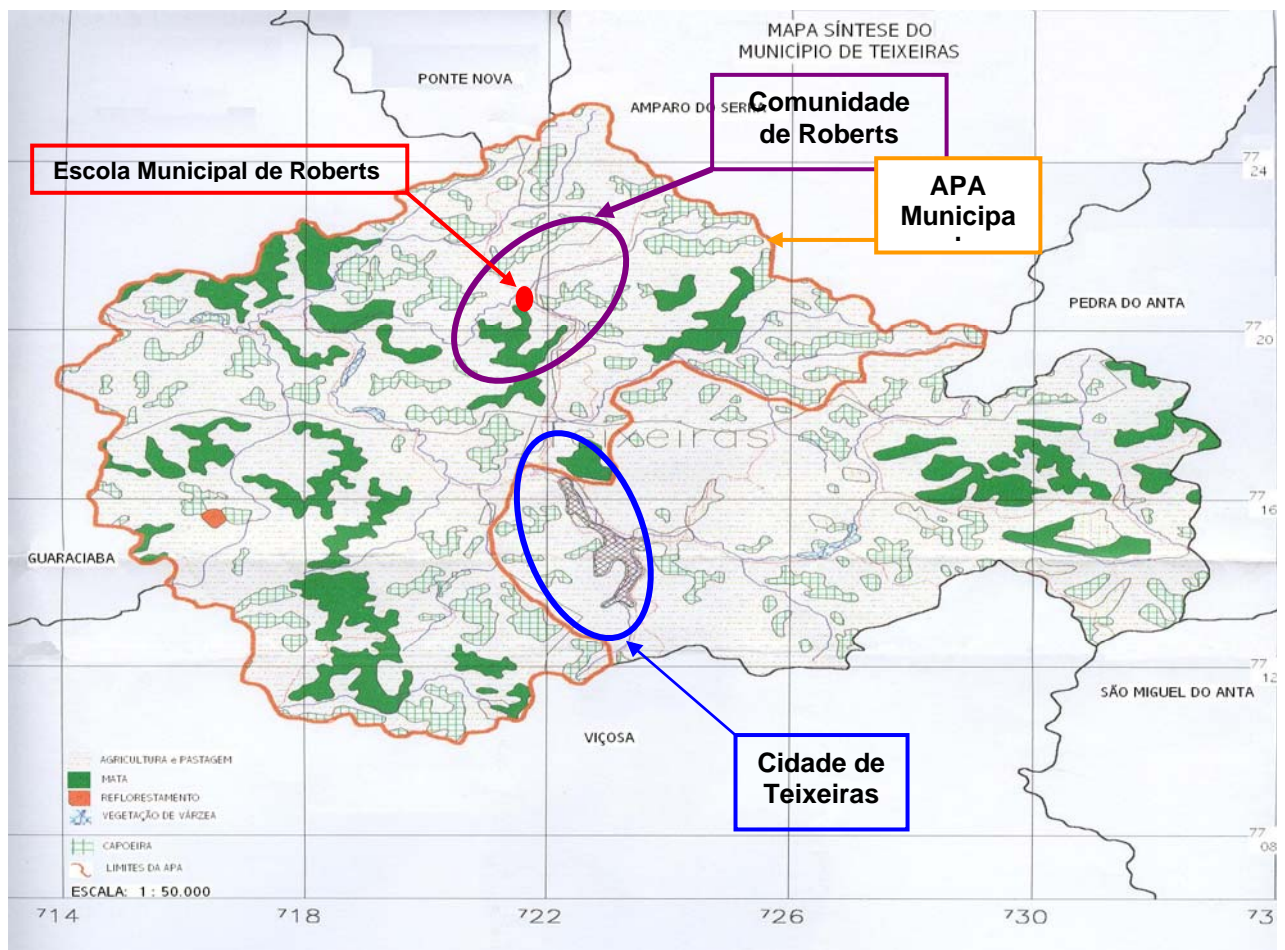 MAPA SÍNTESE DO
MUNICÍPIO DE TEIXEIRAS
PONTE NOVA
AMPARO DO SERRA
Comunidade
de Roberts
Escola Municipal de Roberts
APA
Municipa
77
24
PEDRA DO ANTA
77
20
Teixeiras
77
16
GUARACIABA
77
12
SÃO MIGUEL DO ANTA
VIÇOSA
Cidade de
Teixeiras
AGRICULTURA e PASTAGEM
MATA
REFLORESTAMENTO
VEGETAÇÃO DE VÁRZEA
CAPOEIRA
LIMITES DA APA
ESCALA: 1 : 50.000
77
08
714
718
722
726
730
73